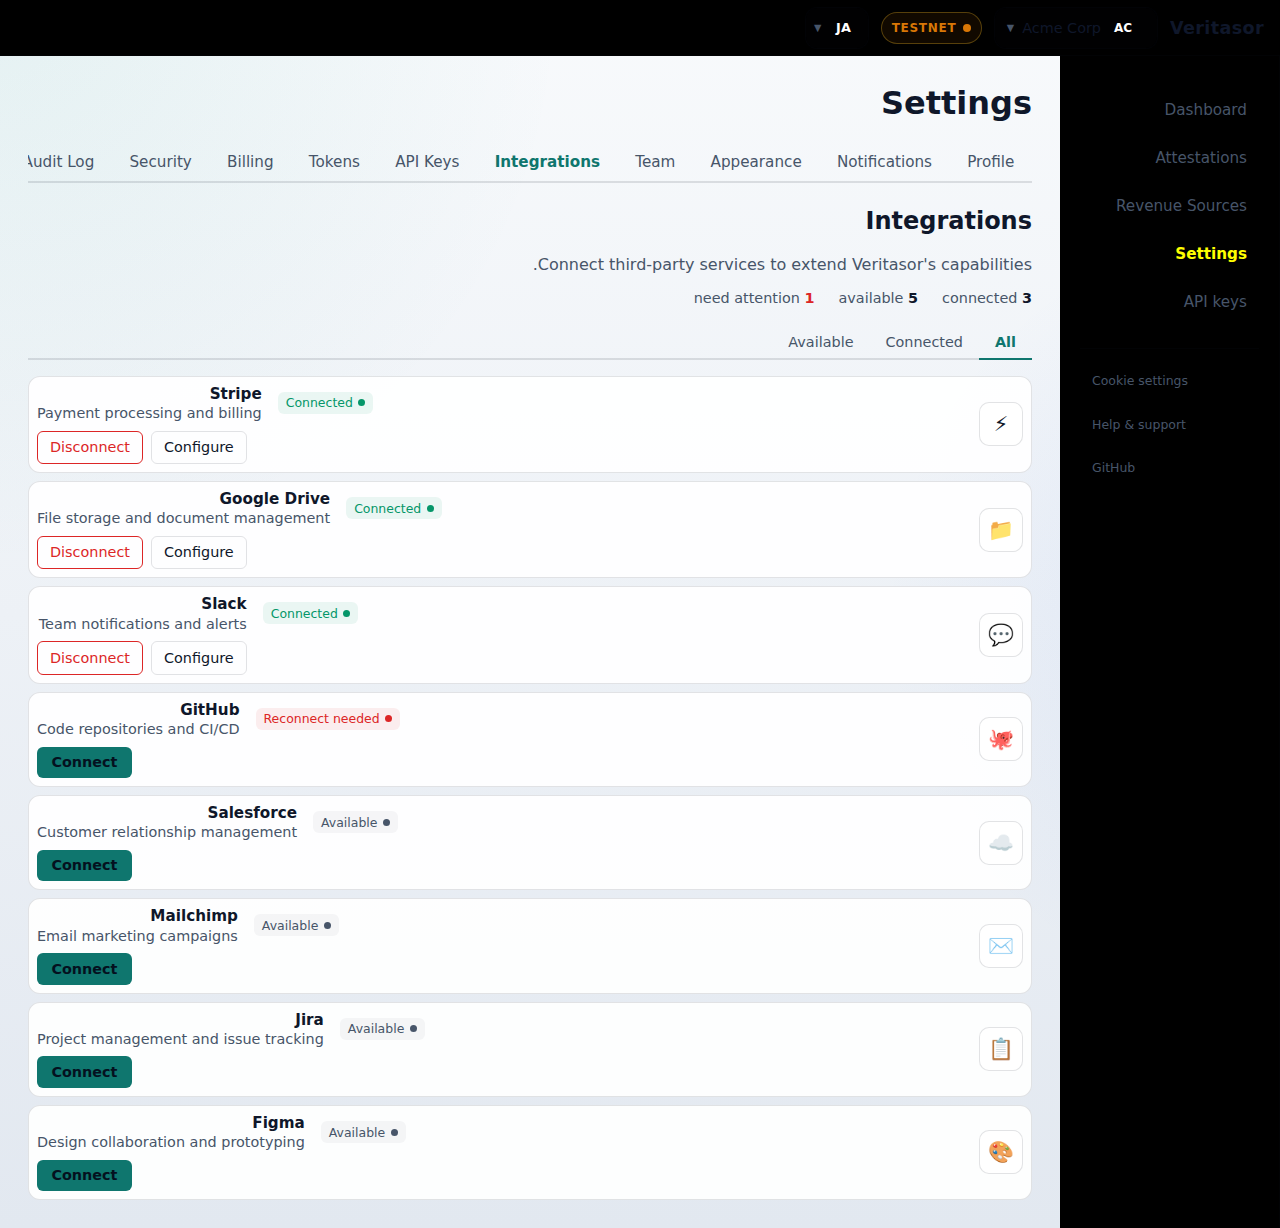 Veritasor
AC Acme Corp ▼
TESTNET
JA ▼
Dashboard
Attestations
Revenue Sources
Settings
API keys
Cookie settings
Help & support
GitHub
Settings
Profile
Notifications
Appearance
Team
Integrations
API Keys
Tokens
Billing
Security
Audit Log
Integrations
.Connect third-party services to extend Veritasor's capabilities
3 connected
5 available
1 need attention
All
Connected
Available
Stripe
Payment processing and billing
Connected
Configure
Disconnect
Google Drive
File storage and document management
Connected
Configure
Disconnect
Slack
Team notifications and alerts
Connected
Configure
Disconnect
GitHub
Code repositories and CI/CD
Reconnect needed
Connect
Salesforce
Customer relationship management
Available
Connect
Mailchimp
Email marketing campaigns
Available
Connect
Jira
Project management and issue tracking
Available
Connect
Figma
Design collaboration and prototyping
Available
Connect